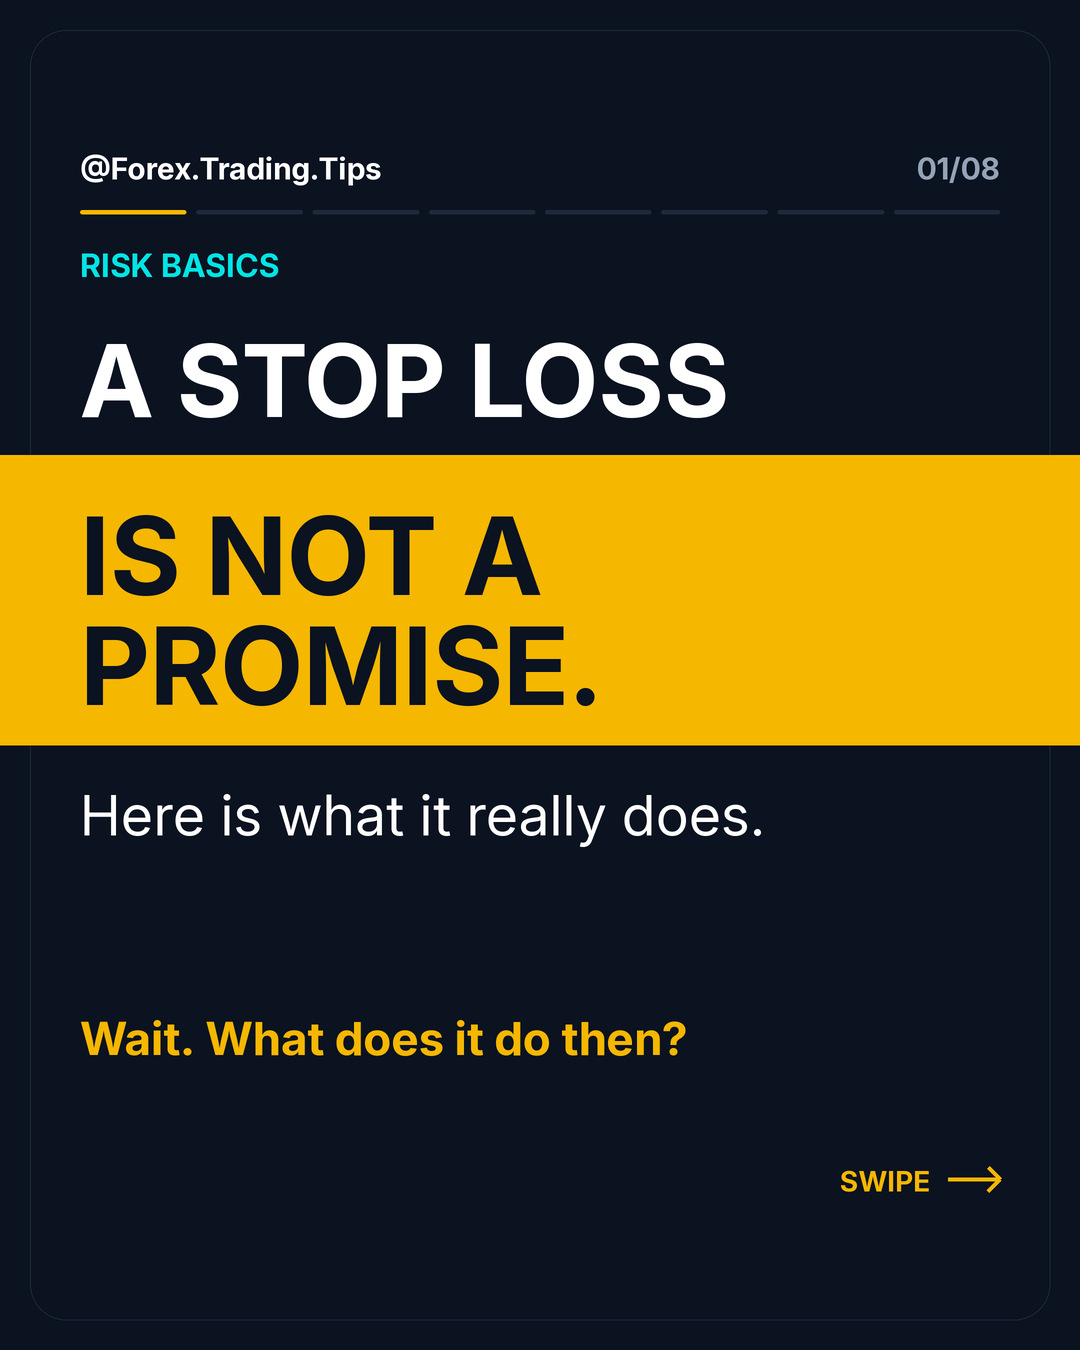 @Forex.Trading.Tips
01/08
RISK BASICS
A STOP LOSS
IS NOT A
PROMISE.
Here is what it really does.
Wait. What does it do then?
SWIPE